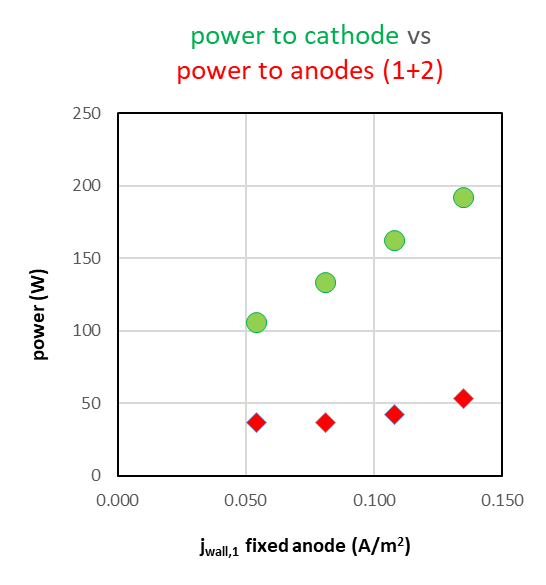 power to cathode vs
power to anodes (1+2)
250
200
150
100
50
0
power (W)
0.000 0.050 0.100 0.150
j_wall,1 fixed anode (A/m²)